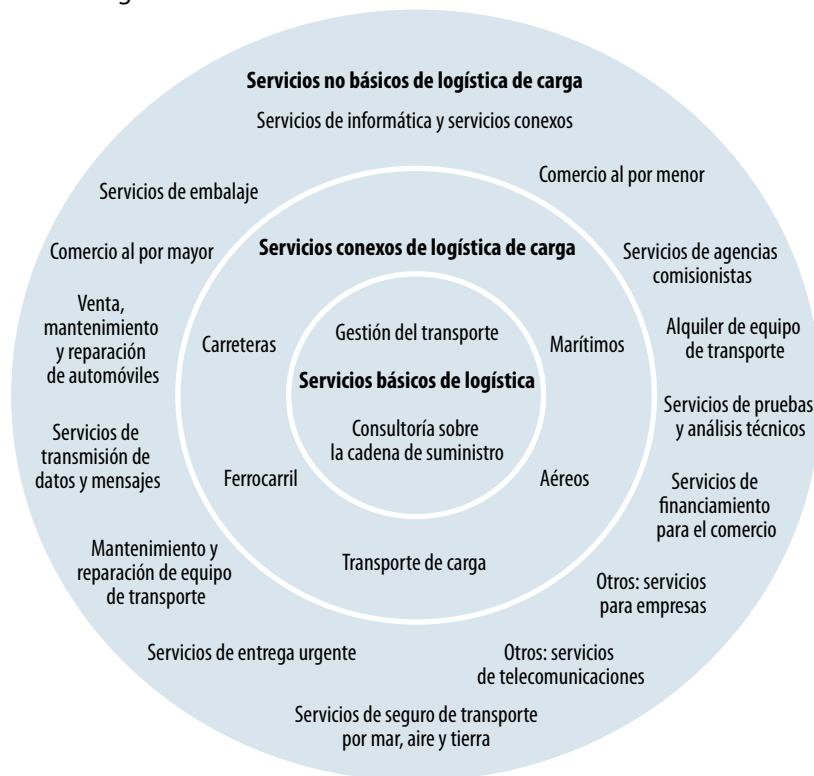 Servicios no básicos de logística de carga
Servicios de informática y servicios conexos
Comercio al por menor
Servicios de embalaje
Comercio al por mayor
Servicios conexos de logística de carga
Servicios de agencias
comisionistas
Venta,
mantenimiento
y reparación
de automóviles
Carreteras
Gestión del transporte
Marítimos
Alquiler de equipo
de transporte
Servicios básicos de logística
Servicios de pruebas
y análisis técnicos
Consultoría sobre
la cadena de suministro
Servicios de
transmisión de
datos y mensajes
Ferrocarril
Aéreos
Servicios de
financiamiento
para el comercio
Mantenimiento y
reparación de equipo
de transporte
Transporte de carga
Otros: servicios
para empresas
Servicios de entrega urgente
Otros: servicios
de telecomunicaciones
Servicios de seguro de transporte
por mar, aire y tierra